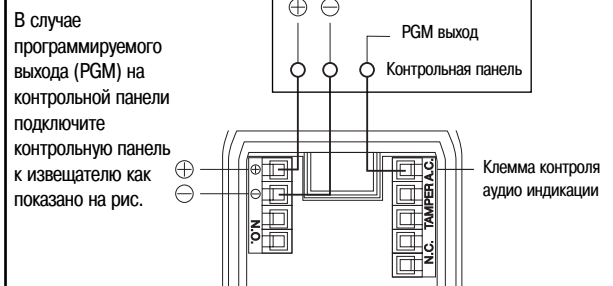 В случае
программируемого
выхода (PGM) на
контрольной панели
подключите
контрольную панель
к извещателю как
показано на рис.
⊕ ⊖
PGM выход
Контрольная панель
⊕
⊖
⊕
⊖
N.O.
A.C.
TAMPER
N.C.
Клемма контроля
аудио индикации